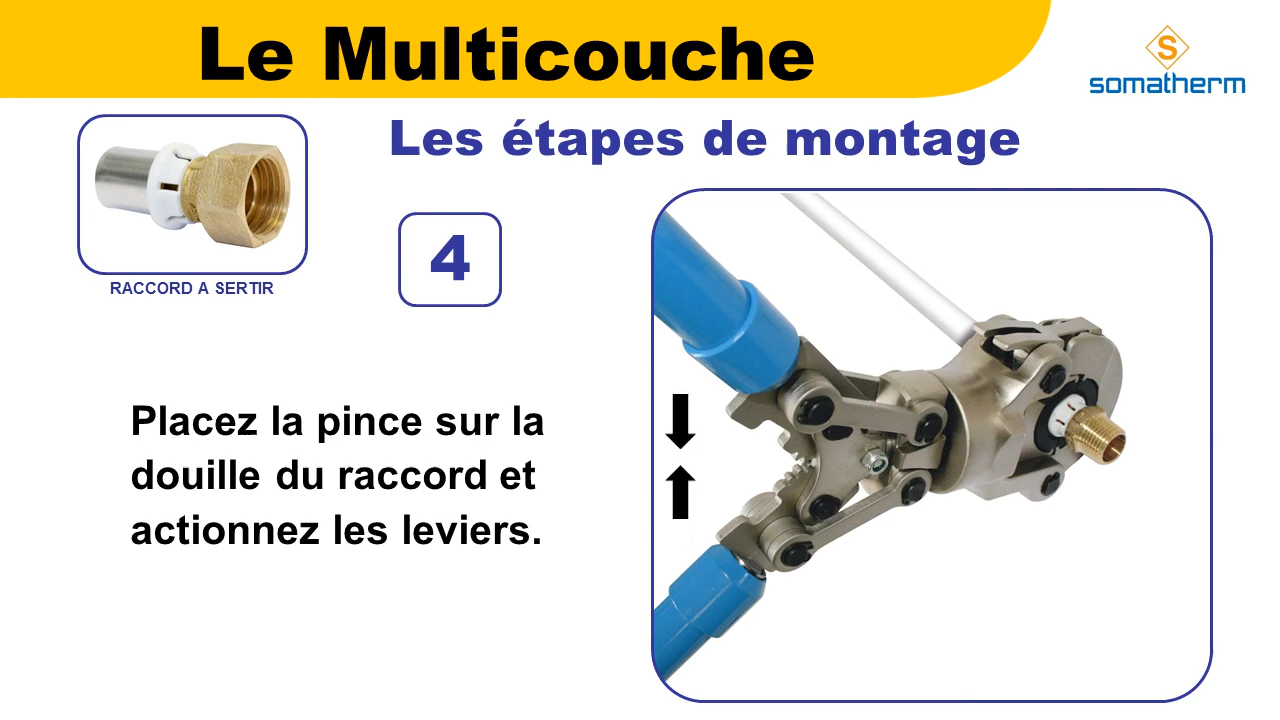 Le Multicouche
S
somatherm
Les étapes de montage
4
RACCORD A SERTIR
Placez la pince sur la
douille du raccord et
actionnez les leviers.